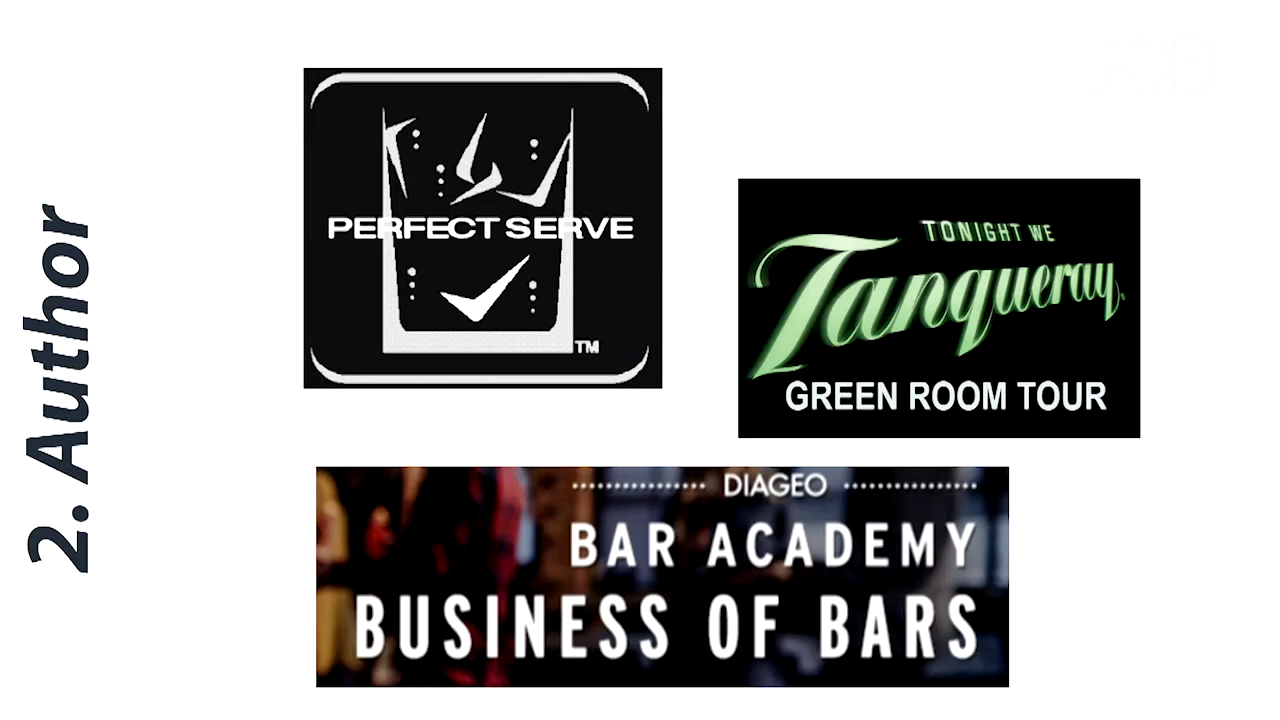 2. Author
PERFECT SERVE
TM
TONIGHT WE
Tanqueray
GREEN ROOM TOUR
DIAGEO
BAR ACADEMY
BUSINESS OF BARS